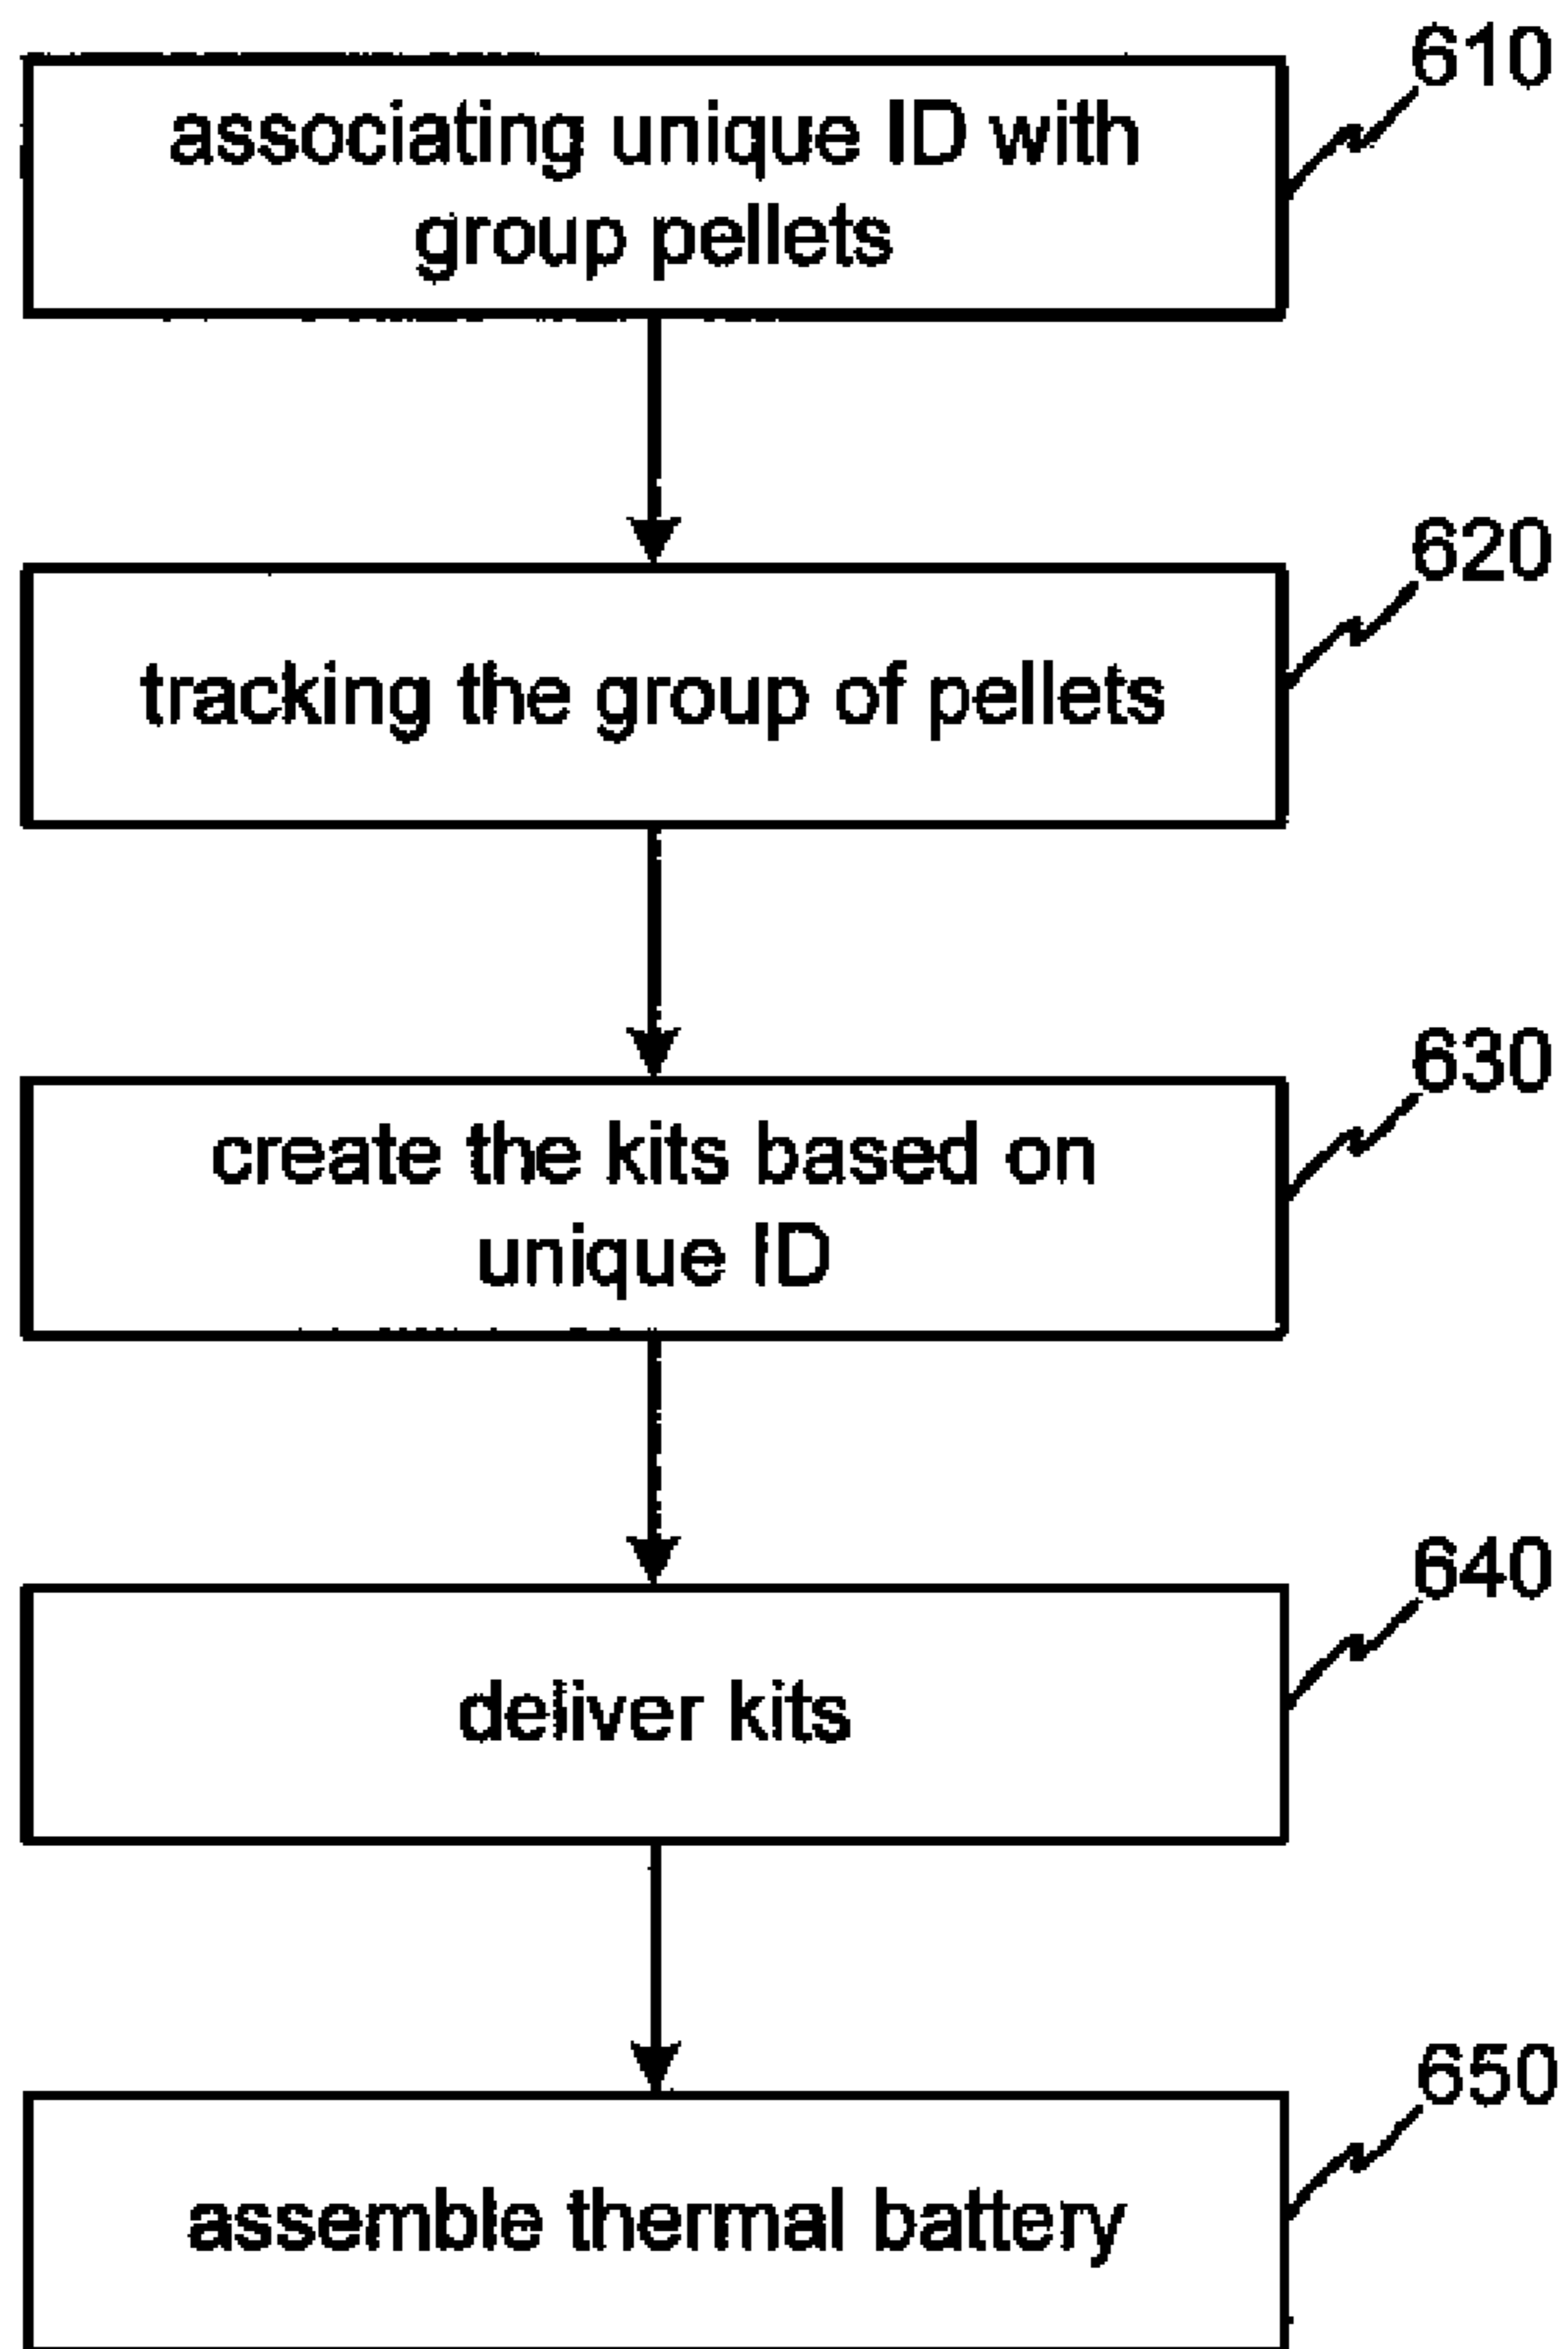 610
associating unique ID with
group pellets
620
tracking the group of pellets
630
create the kits based on
unique ID
640
deliver kits
650
assemble thermal battery